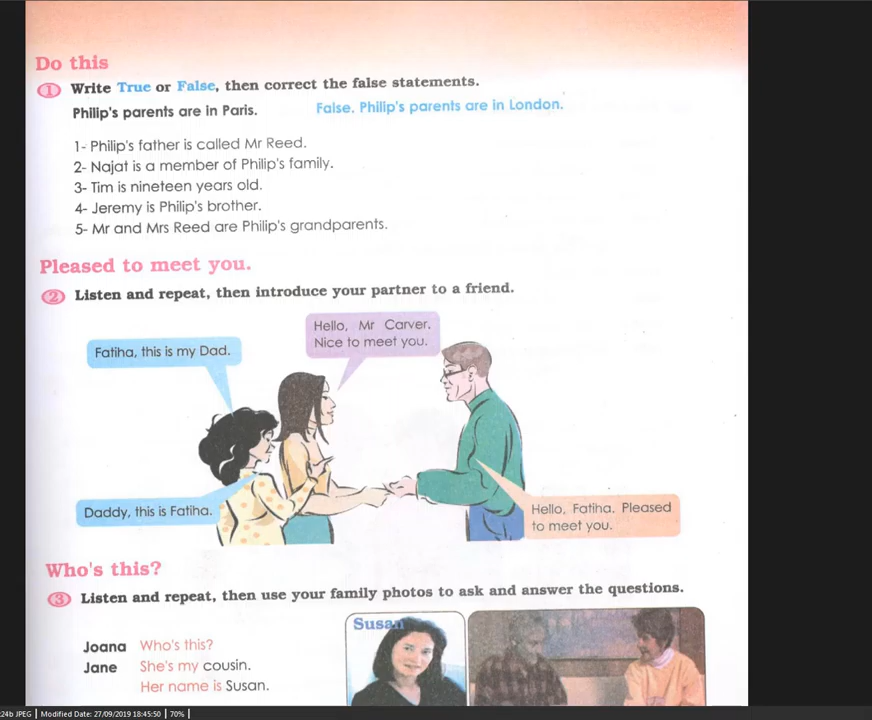 Do this
1 Write True or False, then correct the false statements.
Philip's parents are in Paris. False. Philip's parents are in London.
1- Philip's father is called Mr Reed.
2- Najat is a member of Philip's family.
3- Tim is nineteen years old.
4- Jeremy is Philip's brother.
5- Mr and Mrs Reed are Philip's grandparents.
Pleased to meet you.
2 Listen and repeat, then introduce your partner to a friend.
Hello, Mr Carver.
Nice to meet you.
Fatiha, this is my Dad.
Daddy, this is Fatiha.
Hello, Fatiha. Pleased
to meet you.
Who's this?
3 Listen and repeat, then use your family photos to ask and answer the questions.
Susan
Joana Who's this?
Jane She's my cousin.
Her name is Susan.
24b JPEG | Modified Date: 27/09/2019 18:45:50 | 70% |